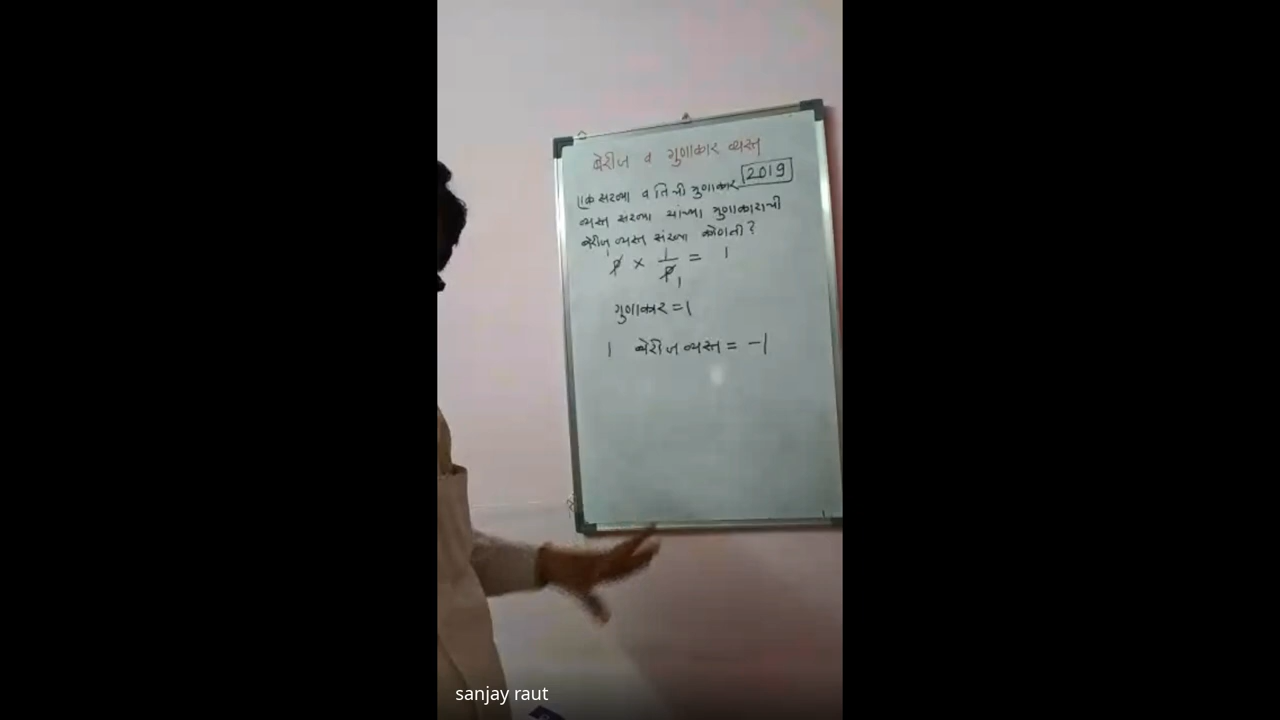 बेरीज व गुणाकार व्यस्त
2019
एक संख्या व तिची गुणाकार
व्यस्त संख्या यांच्या गुणाकाराची
बेरीज व्यस्त संख्या कोणती?
p × 1/p 1 = 1
गुणाकार = 1
1 बेरीज व्यस्त = -1
sanjay raut